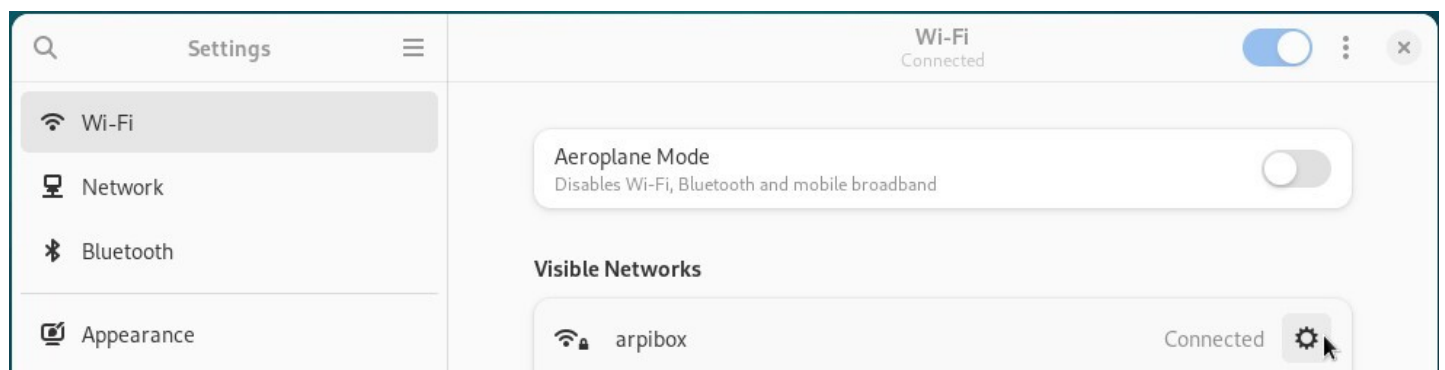 Settings
Wi-Fi
Connected
Wi-Fi
Network
Bluetooth
Appearance
Aeroplane Mode
Disables Wi-Fi, Bluetooth and mobile broadband
Visible Networks
arpibox Connected